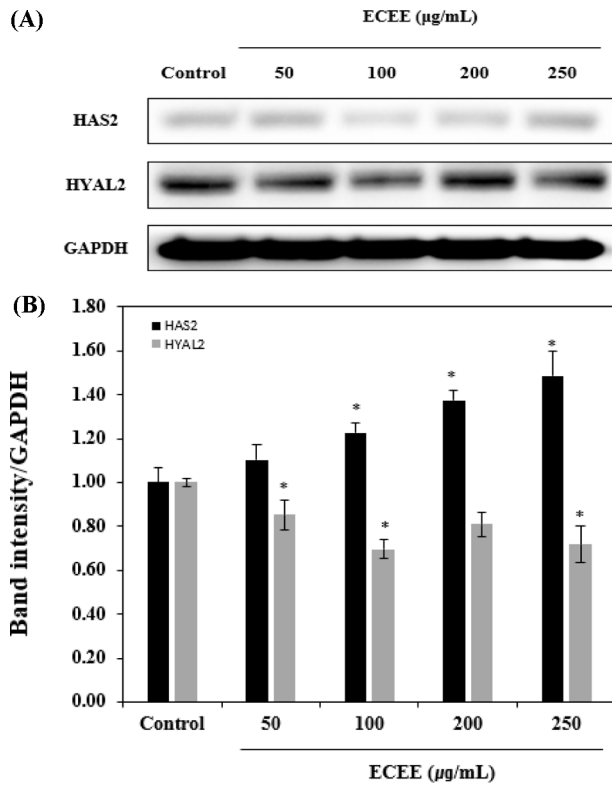 (A)
ECEE (μg/mL)
Control 50 100 200 250
HAS2
HYAL2
GAPDH
(B)
Band intensity/GAPDH
1.80
1.60
1.40
1.20
1.00
0.80
0.60
0.40
0.20
0.00
HAS2
HYAL2
* * * * * *
Control 50 100 200 250
ECEE (μg/mL)